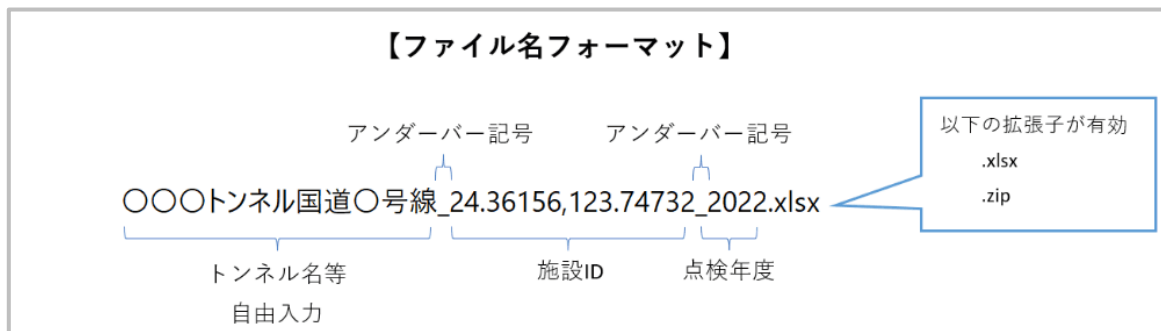 【ファイル名フォーマット】
アンダーバー記号
アンダーバー記号
以下の拡張子が有効
.xlsx
.zip
〇〇〇トンネル国道〇号線_24.36156,123.74732_2022.xlsx
トンネル名等
自由入力
施設ID
点検年度